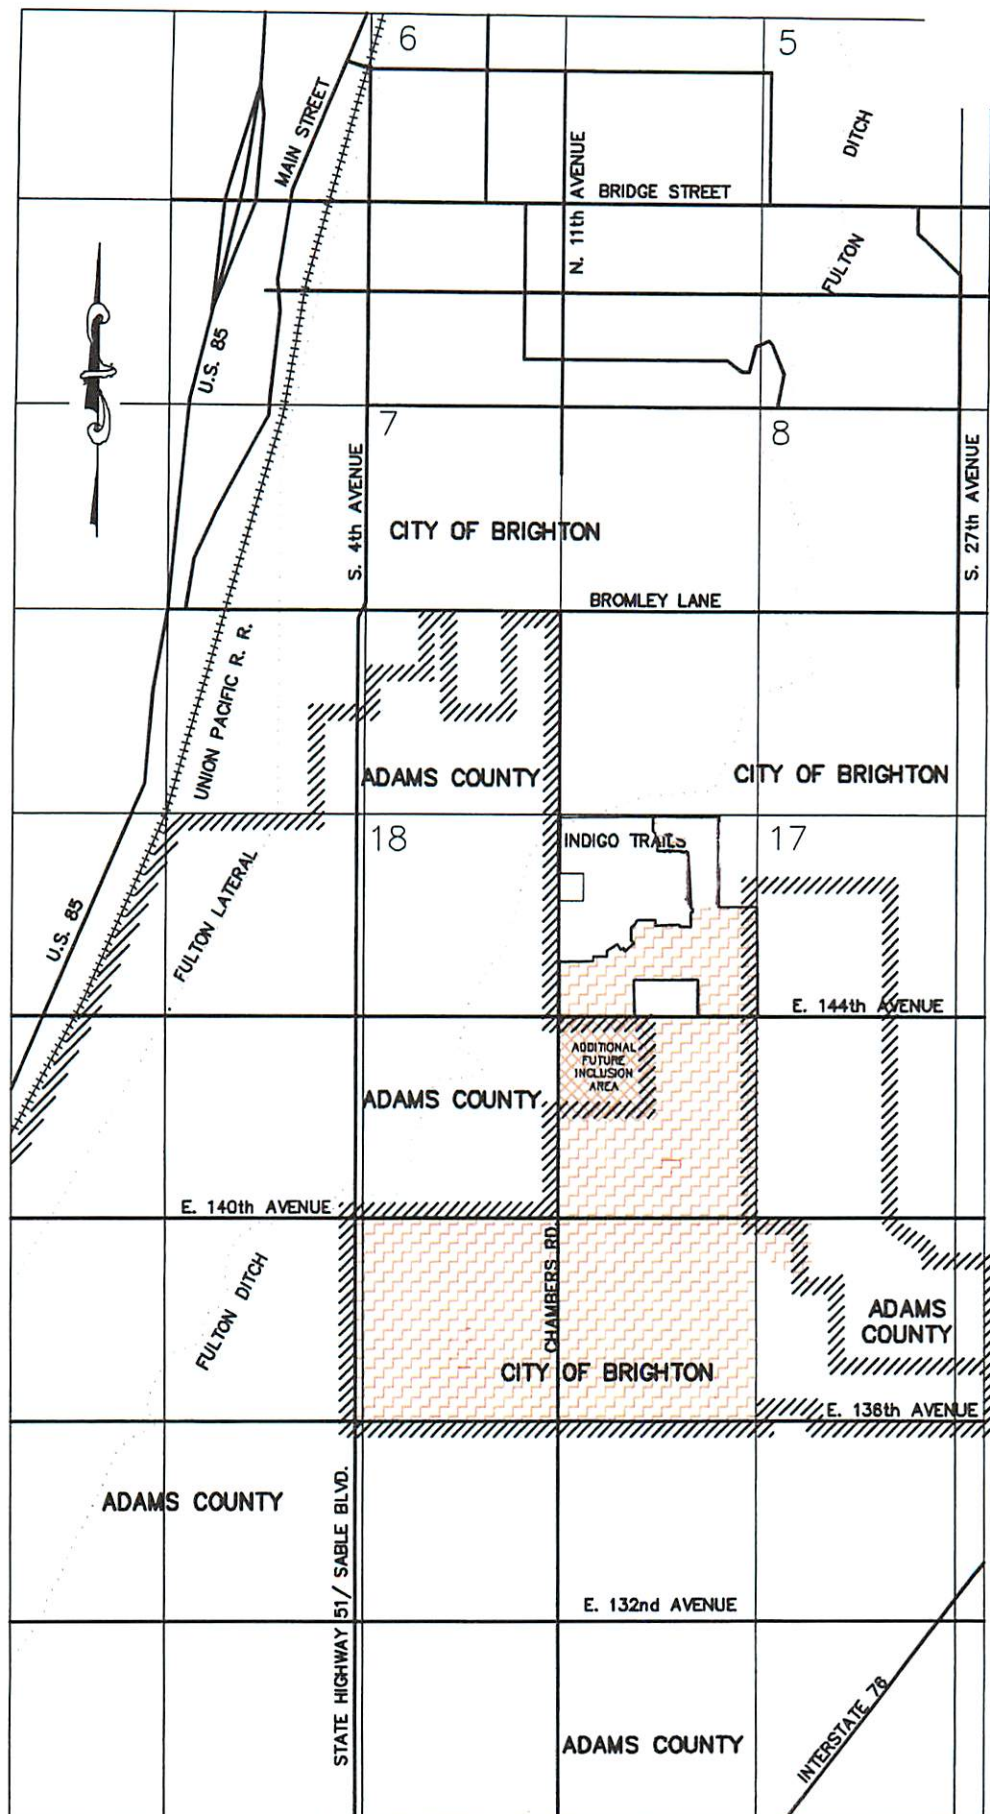 6
5
MAIN STREET
DITCH
N. 11th AVENUE
BRIDGE STREET
FULTON
U.S. 85
7
8
S. 4th AVENUE
S. 27th AVENUE
CITY OF BRIGHTON
BROMLEY LANE
UNION PACIFIC R. R.
ADAMS COUNTY
CITY OF BRIGHTON
18
INDIGO TRAILS
17
FULTON LATERAL
U.S. 85
E. 144th AVENUE
ADDITIONAL
FUTURE
INCLUSION
AREA
ADAMS COUNTY
E. 140th AVENUE
CHAMBERS RD.
FULTON DITCH
ADAMS
COUNTY
CITY OF BRIGHTON
E. 136th AVENUE
ADAMS COUNTY
STATE HIGHWAY 51/ SABLE BLVD.
E. 132nd AVENUE
ADAMS COUNTY
INTERSTATE 76